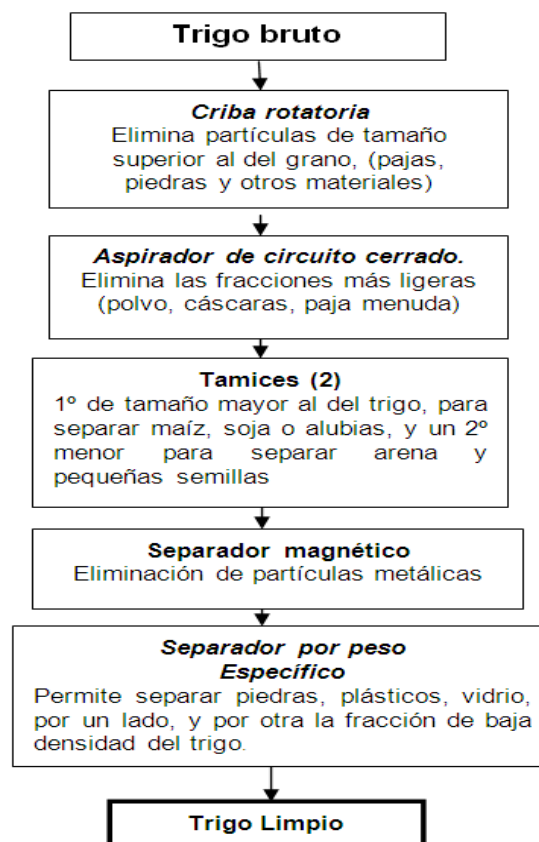 Trigo bruto
Criba rotatoria
Elimina partículas de tamaño
superior al del grano, (pajas,
piedras y otros materiales)
Aspirador de circuito cerrado.
Elimina las fracciones más ligeras
(polvo, cáscaras, paja menuda)
Tamices (2)
1º de tamaño mayor al del trigo, para
separar maíz, soja o alubias, y un 2º
menor para separar arena y
pequeñas semillas
Separador magnético
Eliminación de partículas metálicas
Separador por peso
Específico
Permite separar piedras, plásticos, vidrio,
por un lado, y por otra la fracción de baja
densidad del trigo.
Trigo Limpio